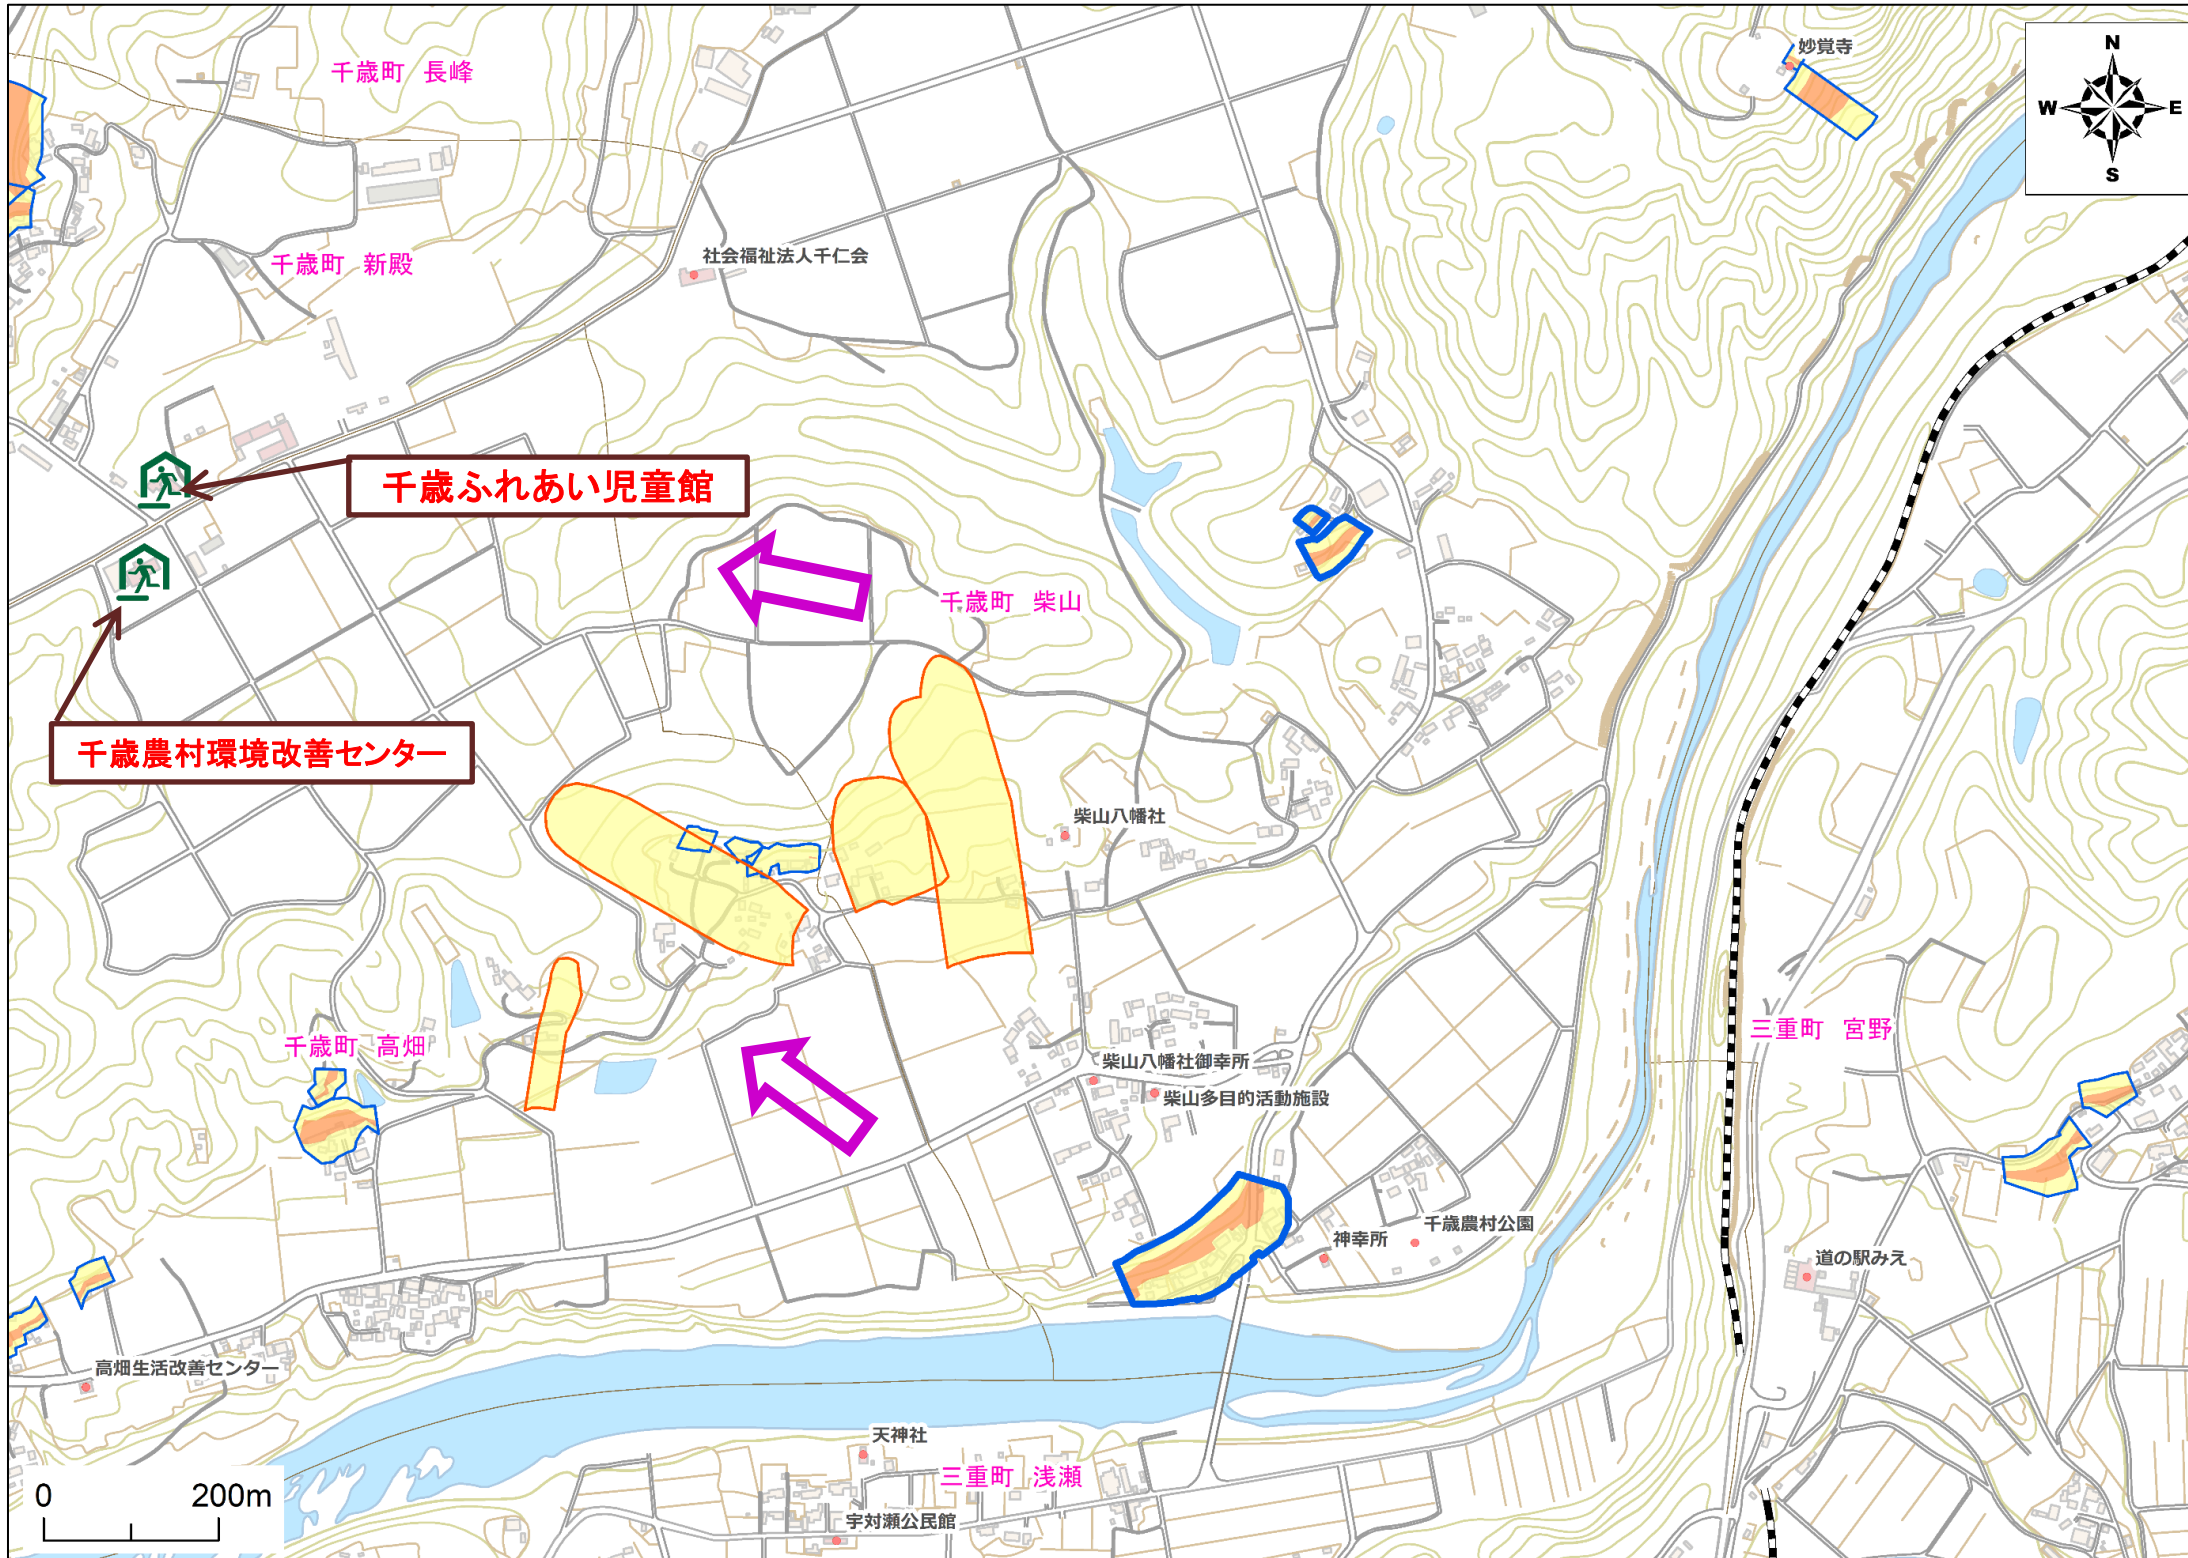 妙覚寺
N
W E
S
千歳町 長峰
社会福祉法人千仁会
千歳町 新殿
千歳ふれあい児童館
千歳町 柴山
千歳農村環境改善センター
柴山八幡社
三重町 宮野
千歳町 高畑
柴山八幡社御幸所
柴山多目的活動施設
千歳農村公園
神幸所
道の駅みえ
高畑生活改善センター
天神社
三重町 浅瀬
宇対瀬公民館
0 200m